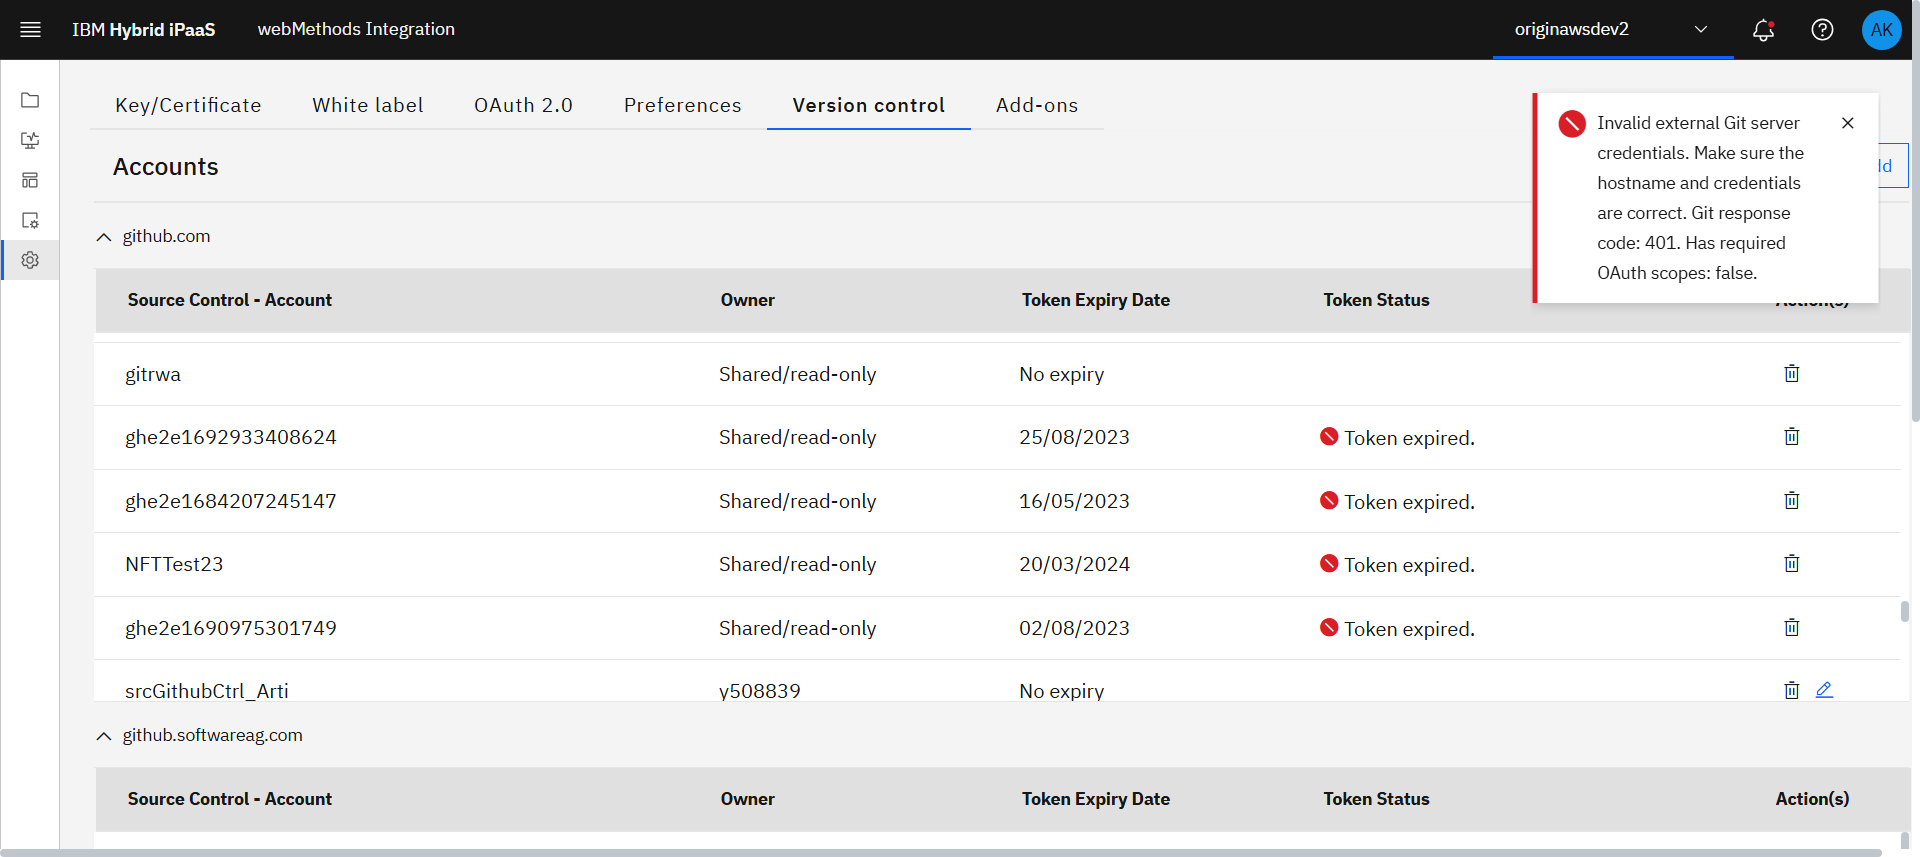 IBM Hybrid iPaaS
webMethods Integration
originawsdev2
AK
Key/Certificate
White label
OAuth 2.0
Preferences
Version control
Add-ons
Accounts
Invalid external Git server
credentials. Make sure the
hostname and credentials
are correct. Git response
code: 401. Has required
OAuth scopes: false.
github.com
Source Control - Account Owner Token Expiry Date Token Status
gitrwa Shared/read-only No expiry
ghe2e1692933408624 Shared/read-only 25/08/2023 Token expired.
ghe2e1684207245147 Shared/read-only 16/05/2023 Token expired.
NFTTest23 Shared/read-only 20/03/2024 Token expired.
ghe2e1690975301749 Shared/read-only 02/08/2023 Token expired.
srcGithubCtrl_Arti y508839 No expiry
github.softwareag.com
Source Control - Account Owner Token Expiry Date Token Status Action(s)